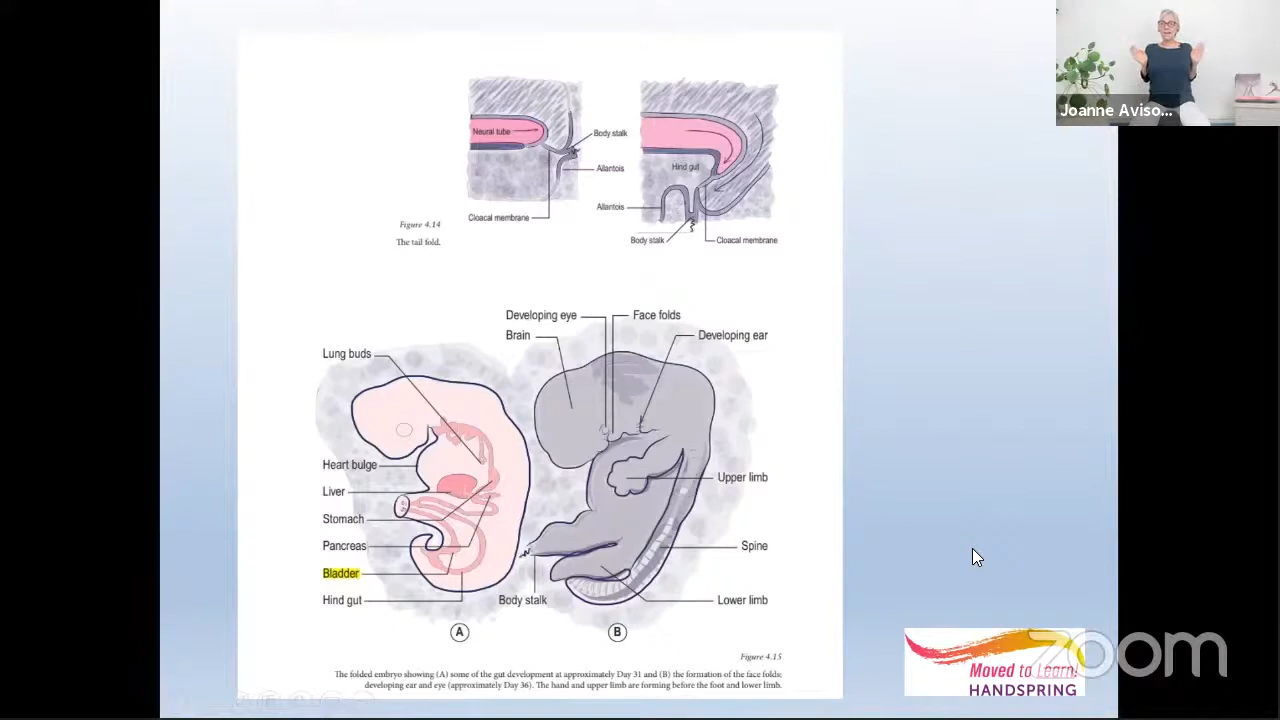 Joanne Aviso...
Neural tube
Body stalk
Allantois
Cloacal membrane
Hind gut
Allantois
Body stalk
Cloacal membrane
Figure 4.14
The tail fold.
Developing eye
Face folds
Brain
Developing ear
Lung buds
Heart bulge
Liver
Stomach
Pancreas
Bladder
Hind gut
Upper limb
Spine
Body stalk
Lower limb
A
B
Figure 4.15
The folded embryo showing (A) some of the gut development at approximately Day 31 and (B) the formation of the face folds;
developing ear and eye (approximately Day 36). The hand and upper limb are forming before the foot and lower limb.
Moved to Learn!
HANDSPRING
zoom